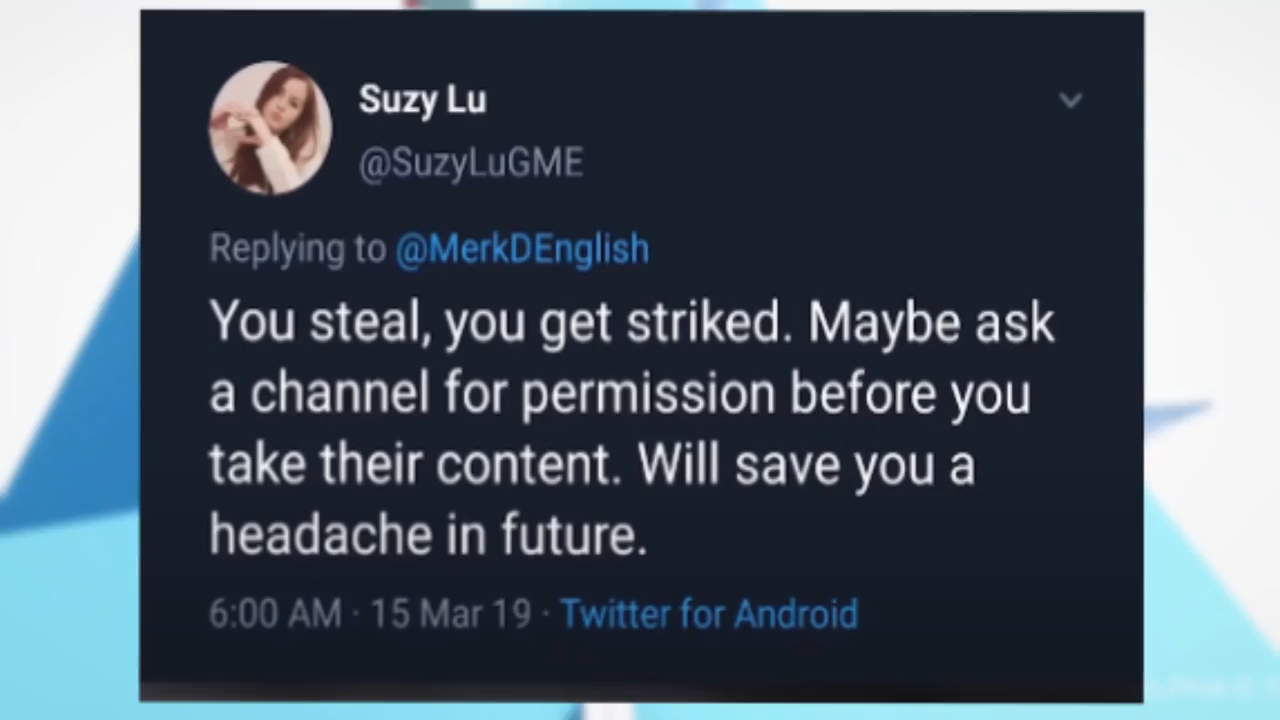 Suzy Lu
@SuzyLuGME
Replying to @MerkDEnglish
You steal, you get striked. Maybe ask
a channel for permission before you
take their content. Will save you a
headache in future.
6:00 AM · 15 Mar 19 · Twitter for Android